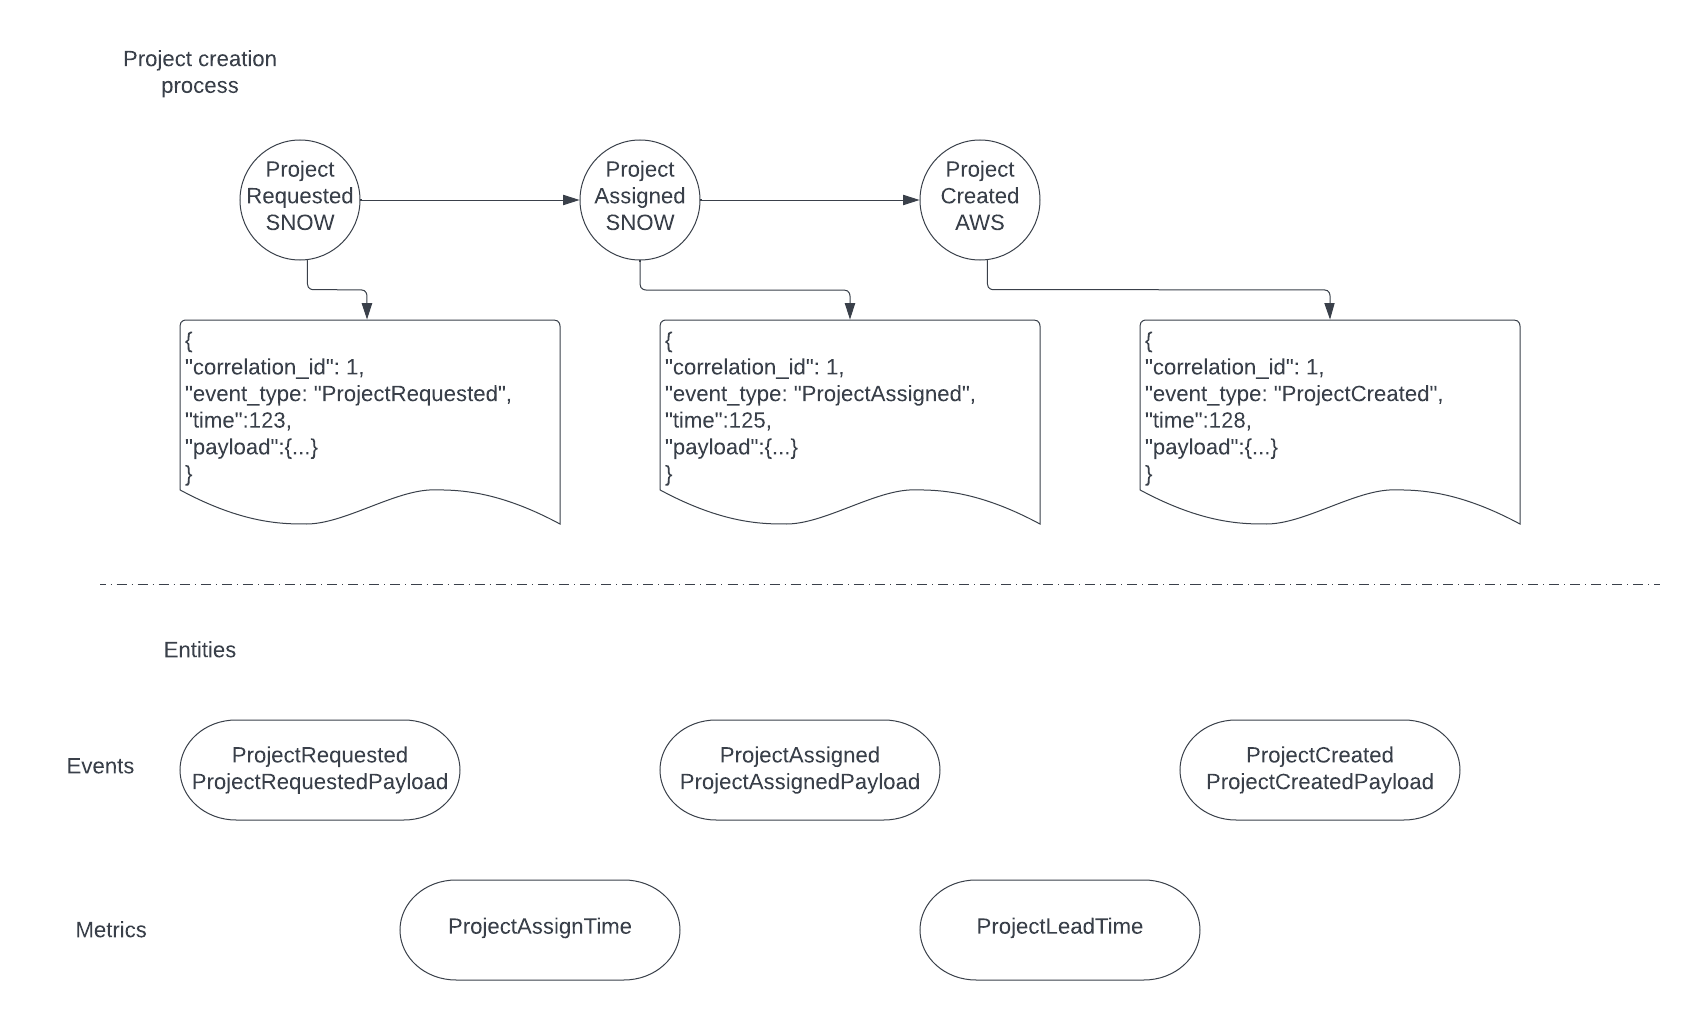 Project creation
process
Project
Requested
SNOW
Project
Assigned
SNOW
Project
Created
AWS
{
"correlation_id": 1,
"event_type: "ProjectRequested",
"time":123,
"payload":{...}
}
{
"correlation_id": 1,
"event_type: "ProjectAssigned",
"time":125,
"payload":{...}
}
{
"correlation_id": 1,
"event_type: "ProjectCreated",
"time":128,
"payload":{...}
}
Entities
Events
ProjectRequested
ProjectRequestedPayload
ProjectAssigned
ProjectAssignedPayload
ProjectCreated
ProjectCreatedPayload
Metrics
ProjectAssignTime
ProjectLeadTime